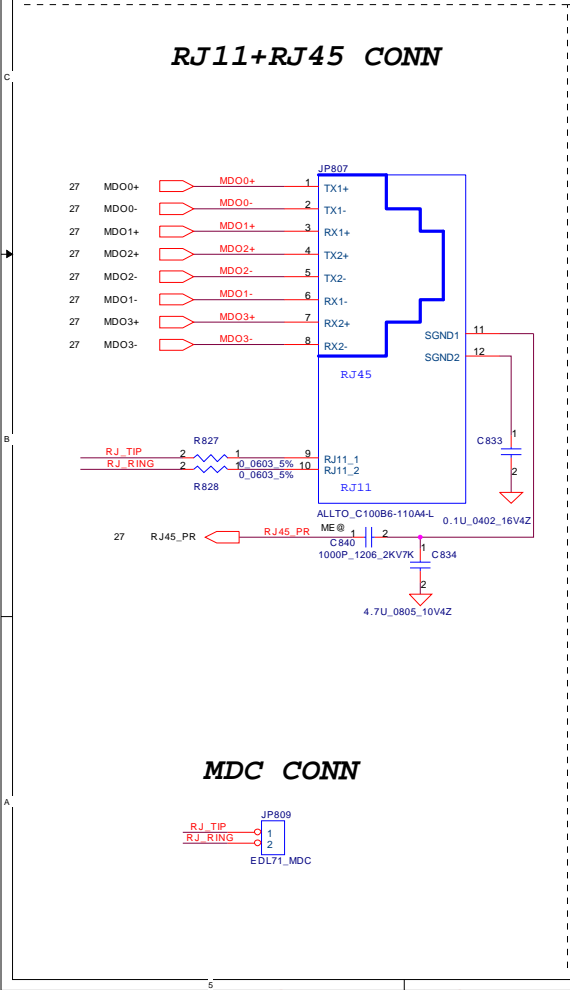 RJ11+RJ45 CONN
C
JP807
27 MDO0+ MDO0+ 1 TX1+
27 MDO0- MDO0- 2 TX1-
27 MDO1+ MDO1+ 3 RX1+
27 MDO2+ MDO2+ 4 TX2+
27 MDO2- MDO2- 5 TX2-
27 MDO1- MDO1- 6 RX1-
27 MDO3+ MDO3+ 7 RX2+
27 MDO3- MDO3- 8 RX2-
SGND1 11
SGND2 12
RJ45
B
R827
C833 1
2
RJ_TIP 2 1 9 RJ11_1
0_0603_5%
RJ_RING 2 1 10 RJ11_2
0_0603_5%
R828
RJ11
ALLTO_C100B6-110A4-L
0.1U_0402_16V4Z
ME@
27 RJ45_PR RJ45_PR 1 2
C840
1000P_1206_2KV7K
1 C834
2
4.7U_0805_10V4Z
MDC CONN
A
JP809
RJ_TIP 1
RJ_RING 2
EDL71_MDC
5